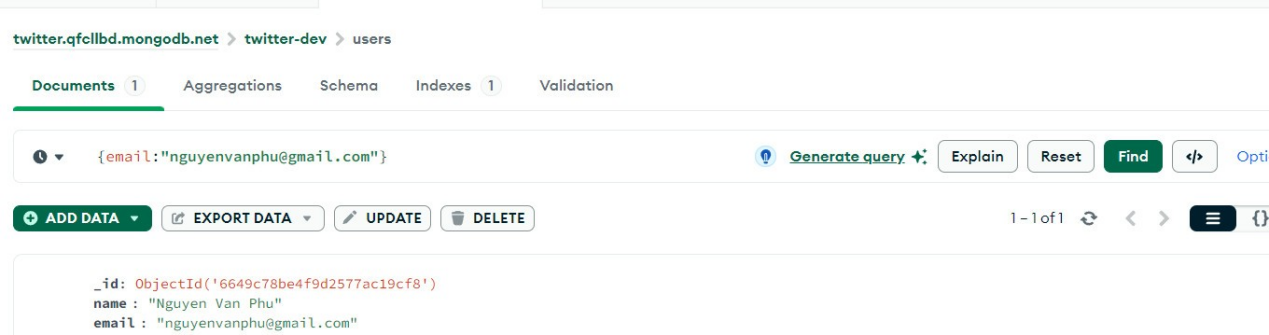 twitter.qfcllbd.mongodb.net > twitter-dev > users
Documents 1 Aggregations Schema Indexes 1 Validation
{email:"nguyenvanphu@gmail.com"} Generate query Explain Reset Find </> Opti
ADD DATA EXPORT DATA UPDATE DELETE 1 – 1 of 1 {}
_id: ObjectId('6649c78be4f9d2577ac19cf8')
name : "Nguyen Van Phu"
email : "nguyenvanphu@gmail.com"